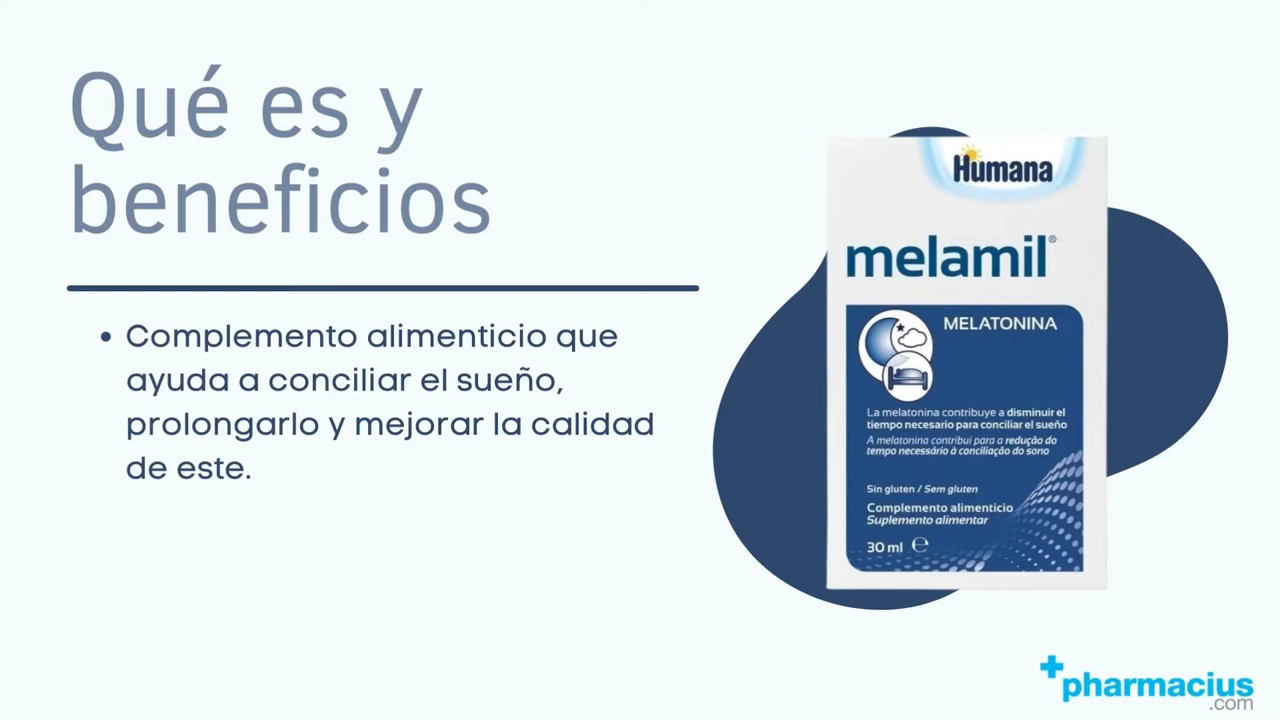 Qué es y
beneficios
• Complemento alimenticio que
ayuda a conciliar el sueño,
prolongarlo y mejorar la calidad
de este.
Humana
melamil®
MELATONINA
La melatonina contribuye a disminuir el
tiempo necesario para conciliar el sueño
A melatonina contribui para a redução do
tempo necessário à conciliação do sono
Sin gluten / Sem gluten
Complemento alimenticio
Suplemento alimentar
30 ml ℮
pharmacius
.com